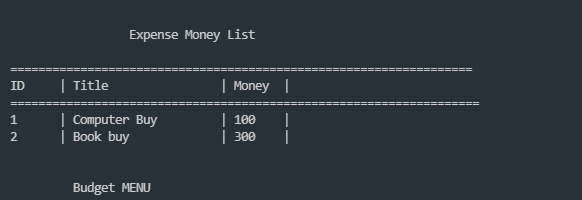 Expense Money List
==================================================================
ID | Title | Money |
===================================================================
1 | Computer Buy | 100 |
2 | Book buy | 300 |
Budget MENU